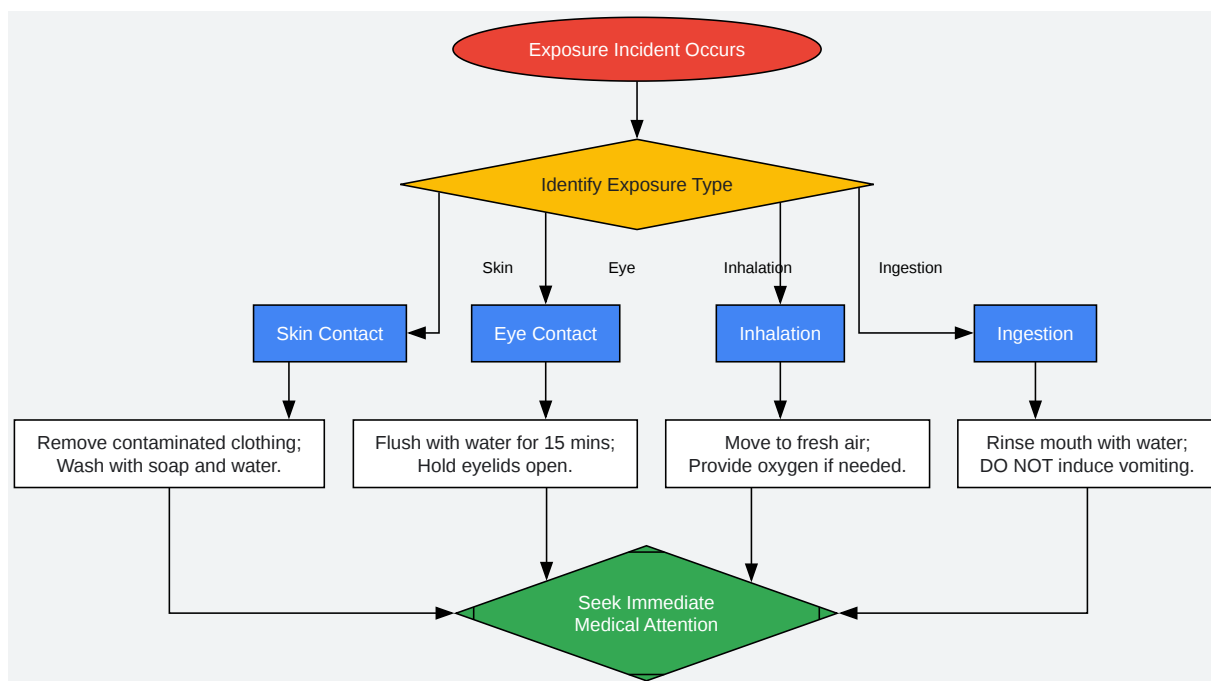 Exposure Incident Occurs
Identify Exposure Type
Skin
Eye
Inhalation
Ingestion
Skin Contact
Eye Contact
Inhalation
Ingestion
Remove contaminated clothing;
Wash with soap and water.
Flush with water for 15 mins;
Hold eyelids open.
Move to fresh air;
Provide oxygen if needed.
Rinse mouth with water;
DO NOT induce vomiting.
Seek Immediate
Medical Attention